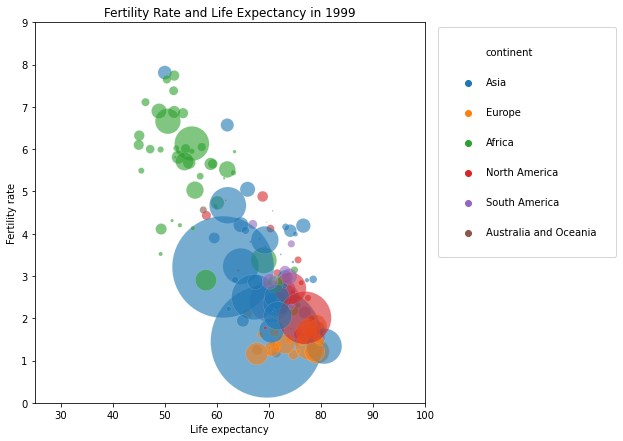 Fertility Rate and Life Expectancy in 1999
9
8
7
6
5
4
3
2
1
0
Fertility rate
30 40 50 60 70 80 90 100
Life expectancy
continent
Asia
Europe
Africa
North America
South America
Australia and Oceania